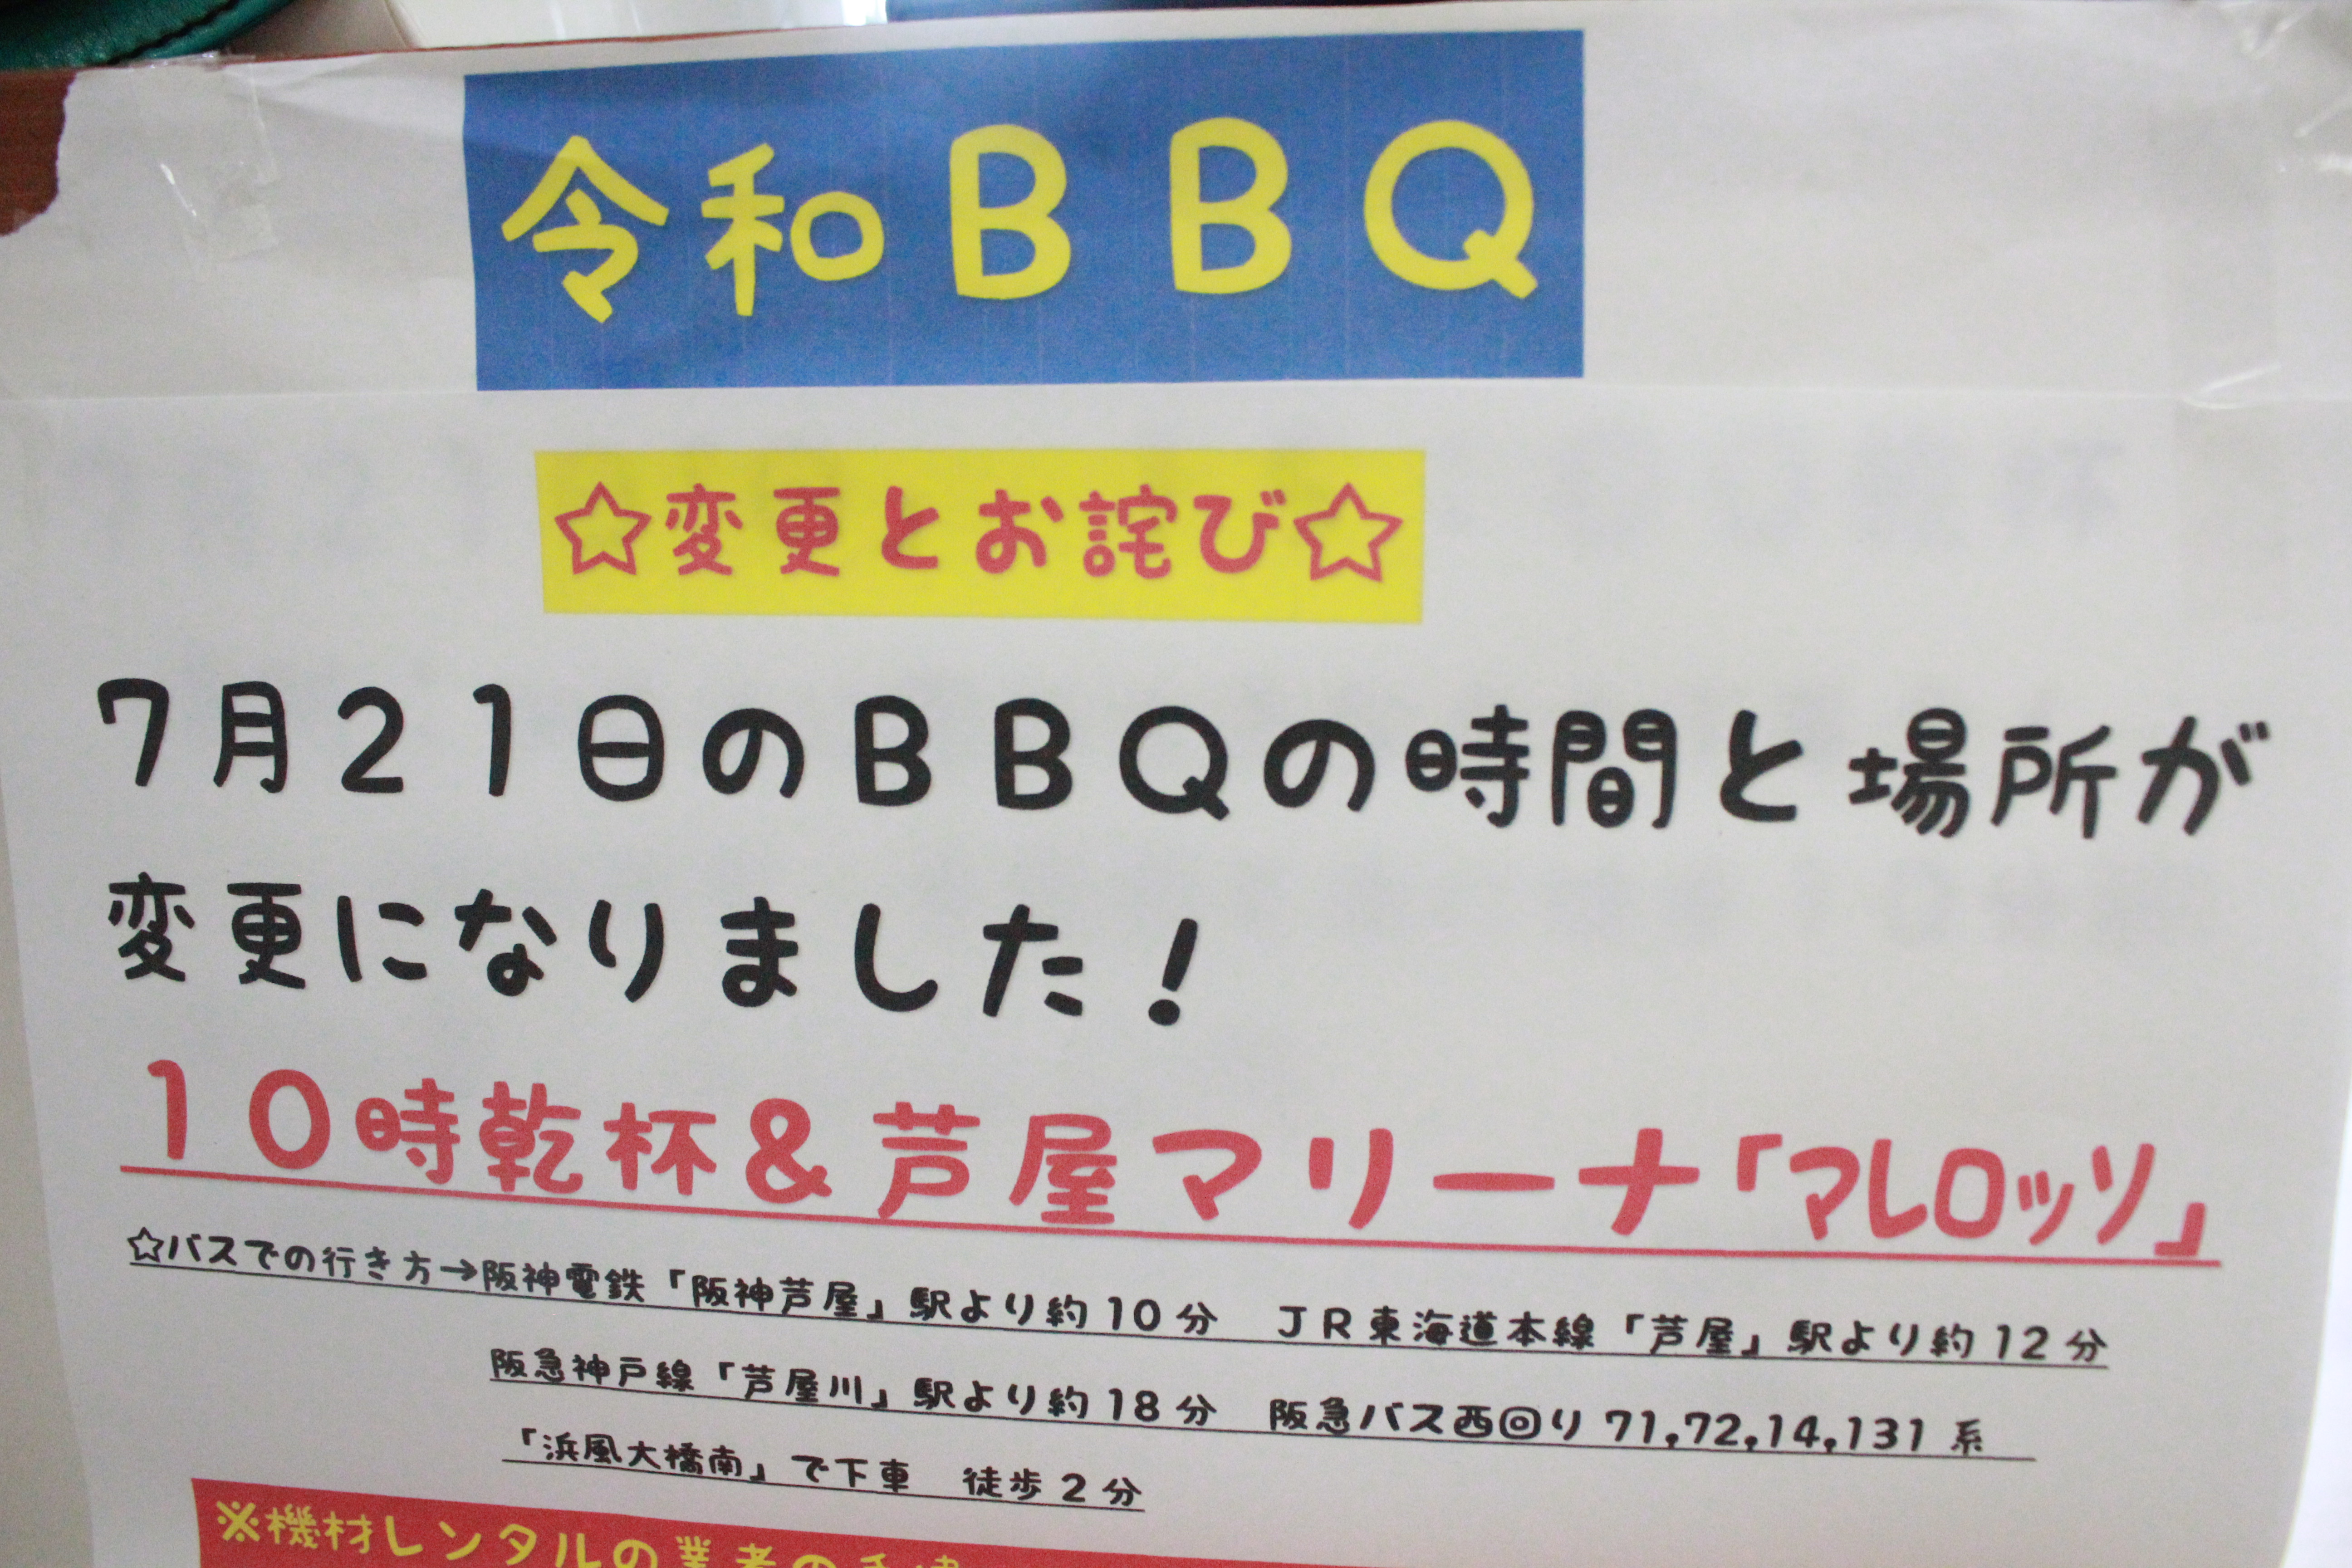 令和BBQ
☆変更とお詫び☆
7月21日のBBQの時間と場所が
変更になりました!
10時乾杯&芦屋マリーナ「マレロッソ」
☆バスでの行き方→阪神電鉄「阪神芦屋」駅より約10分　JR東海道本線「芦屋」駅より約12分
阪急神戸線「芦屋川」駅より約18分　阪急バス西回り71,72,14,131系
「浜風大橋南」で下車　徒歩2分
※機材レンタルの業者の